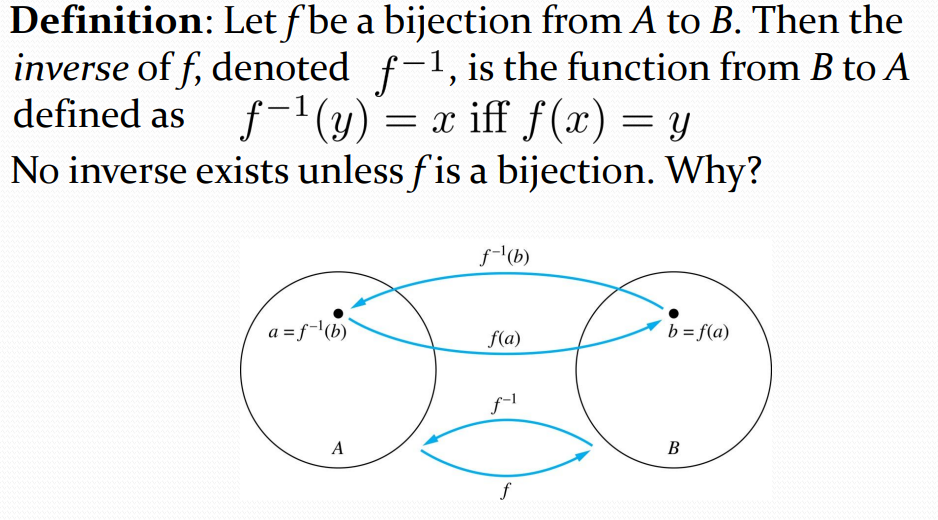 Definition: Let f be a bijection from A to B. Then the
inverse of f, denoted f⁻¹, is the function from B to A
defined as f⁻¹(y) = x iff f(x) = y
No inverse exists unless f is a bijection. Why?
f⁻¹(b)
a = f⁻¹(b)
f(a)
b = f(a)
f⁻¹
A
B
f